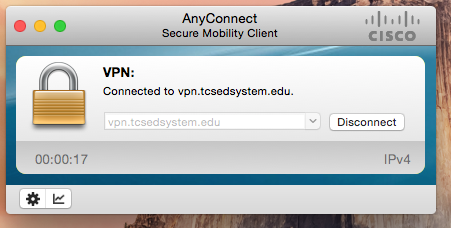 AnyConnect
Secure Mobility Client
CISCO
VPN:
Connected to vpn.tcsedsystem.edu.
vpn.tcsedsystem.edu
Disconnect
00:00:17
IPv4